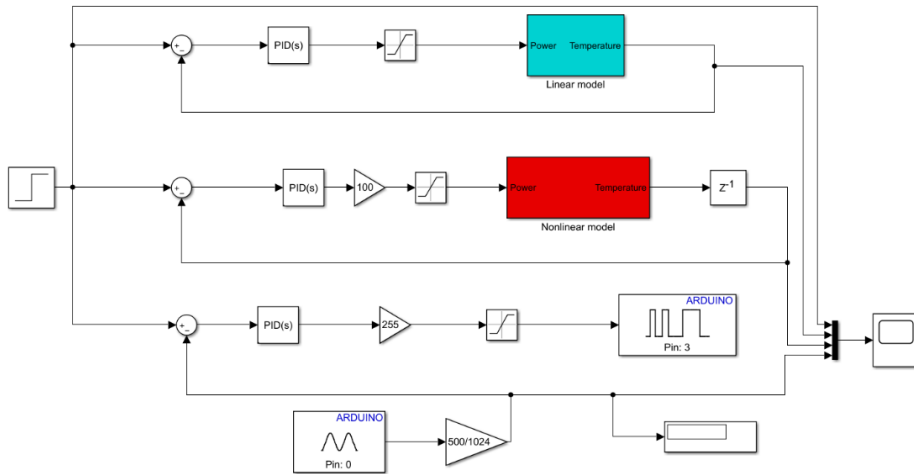 +
−
PID(s)
Power
Temperature
Linear model
+
−
PID(s)
100
Power
Temperature
Z-1
Nonlinear model
+
−
PID(s)
255
ARDUINO
Pin: 3
ARDUINO
Pin: 0
500/1024